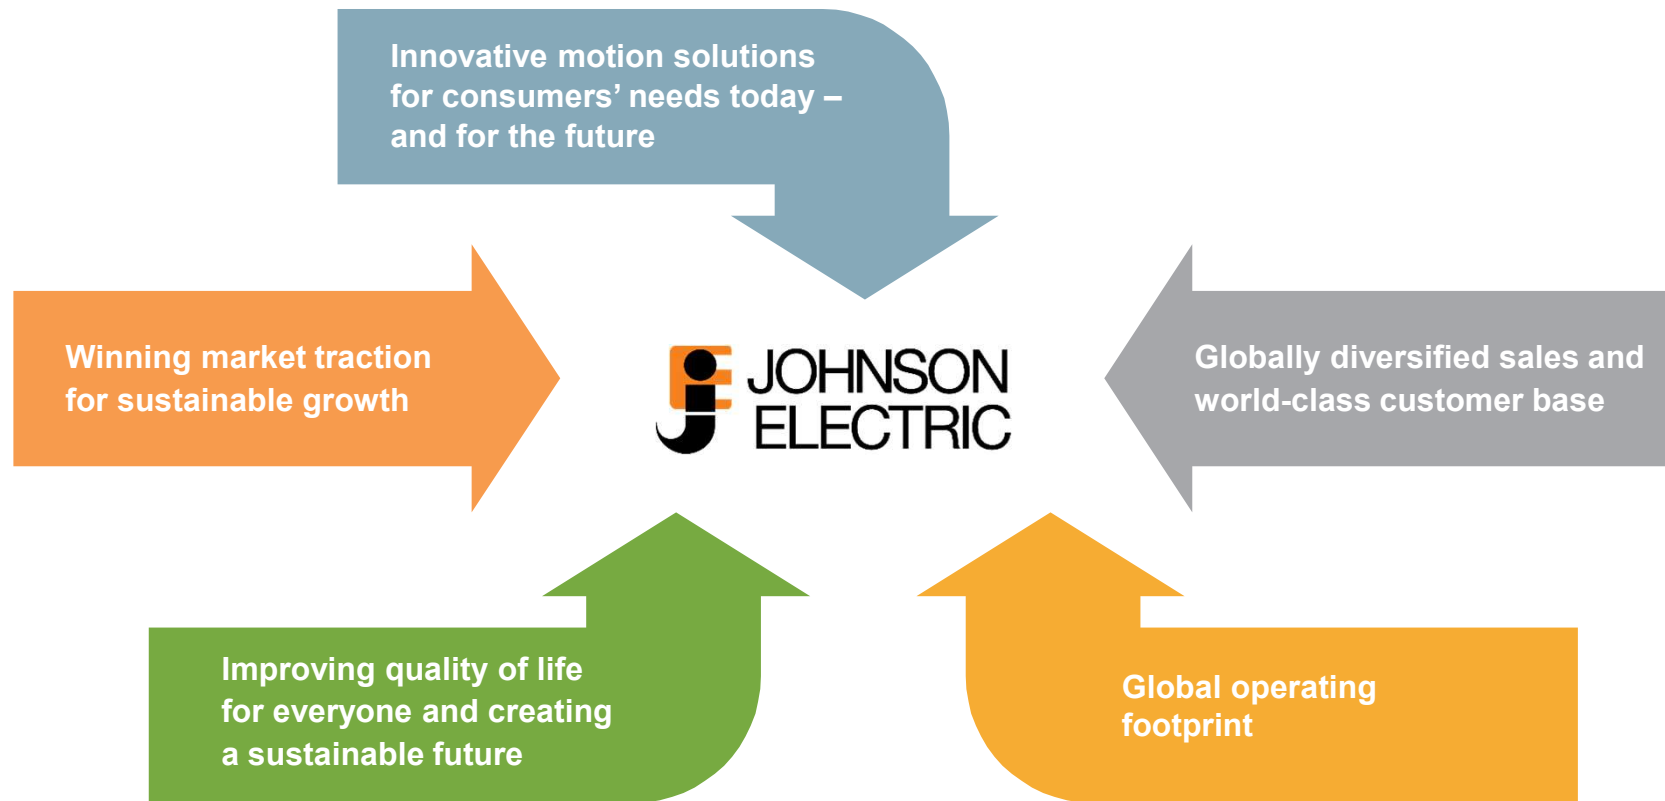 Innovative motion solutions
for consumers’ needs today –
and for the future
Winning market traction
for sustainable growth
JOHNSON
ELECTRIC
Globally diversified sales and
world-class customer base
Improving quality of life
for everyone and creating
a sustainable future
Global operating
footprint